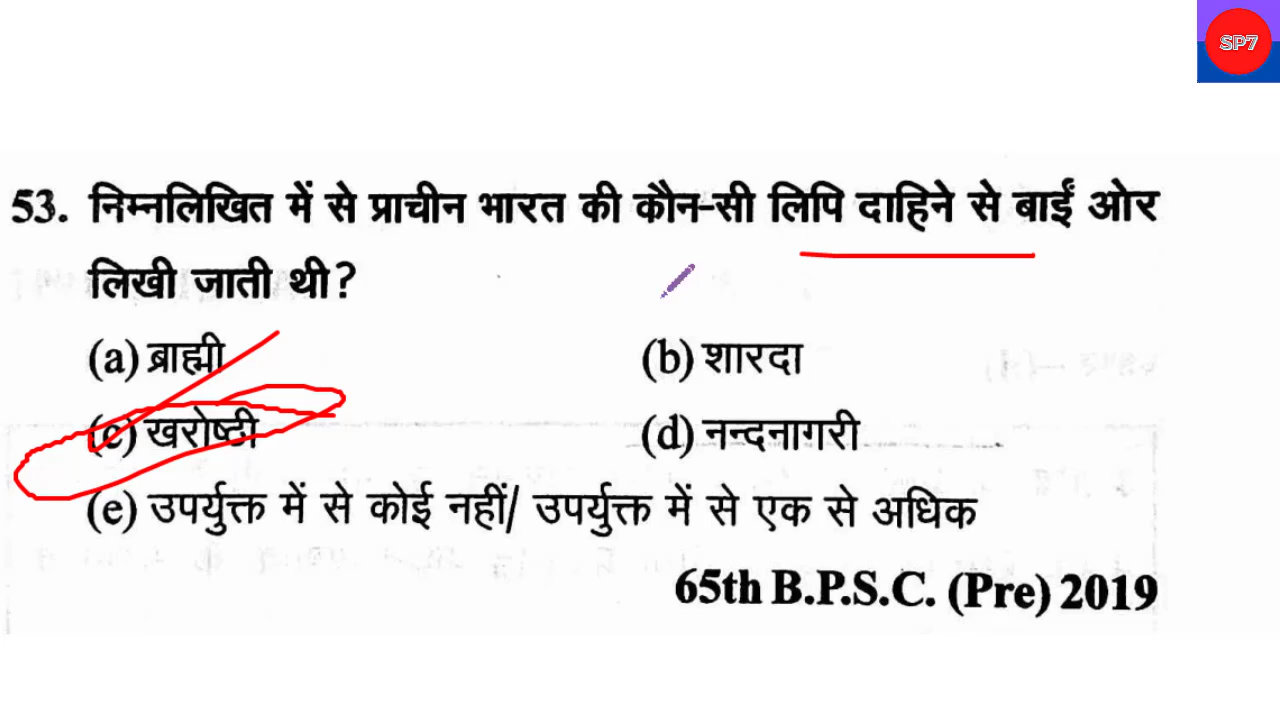 SP7
53. निम्नलिखित में से प्राचीन भारत की कौन-सी लिपि दाहिने से बाईं ओर
लिखी जाती थी?
(a) ब्राह्मी (b) शारदा
(c) खरोष्ठी (d) नन्दनागरी
(e) उपर्युक्त में से कोई नहीं/ उपर्युक्त में से एक से अधिक
65th B.P.S.C. (Pre) 2019